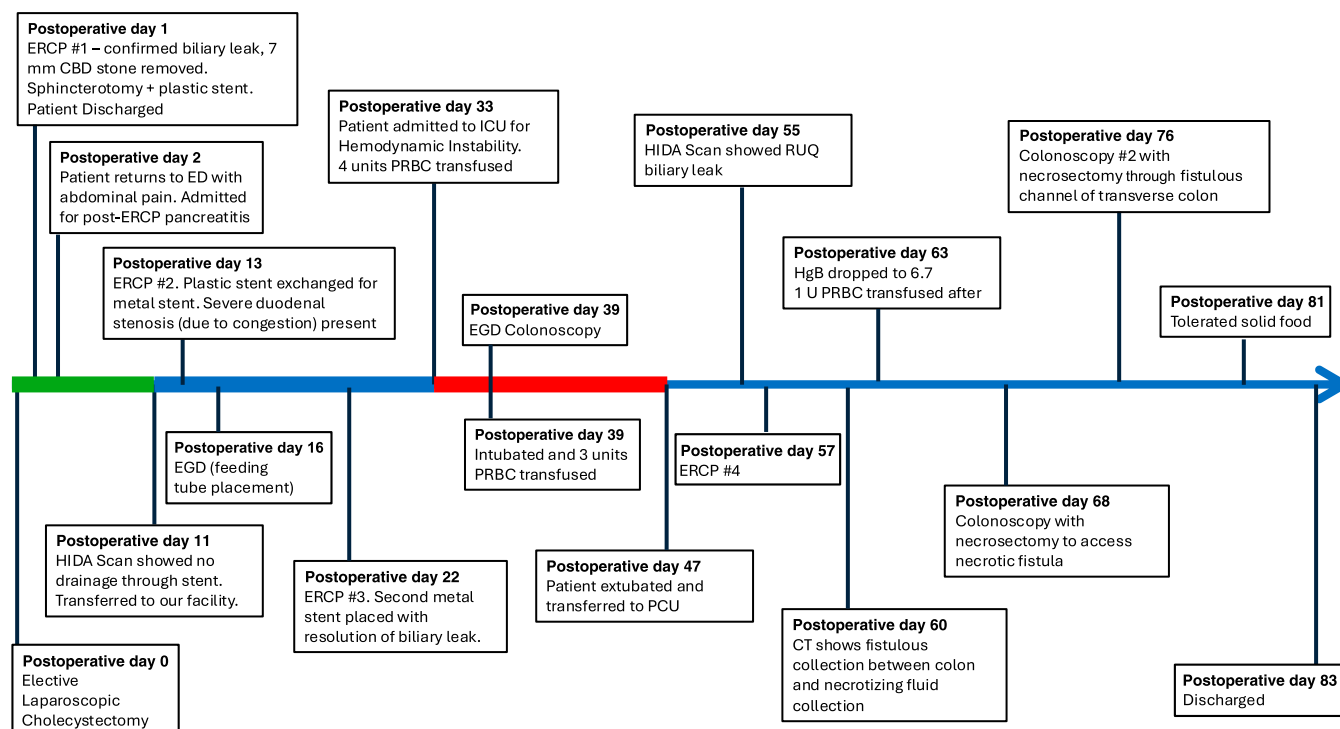 Postoperative day 1
ERCP #1 – confirmed biliary leak, 7
mm CBD stone removed.
Sphincterotomy + plastic stent.
Patient Discharged
Postoperative day 2
Patient returns to ED with
abdominal pain. Admitted
for post-ERCP pancreatitis
Postoperative day 13
ERCP #2. Plastic stent exchanged for
metal stent. Severe duodenal
stenosis (due to congestion) present
Postoperative day 33
Patient admitted to ICU for
Hemodynamic Instability.
4 units PRBC transfused
Postoperative day 39
EGD Colonoscopy
Postoperative day 55
HIDA Scan showed RUQ
biliary leak
Postoperative day 63
HgB dropped to 6.7
1 U PRBC transfused after
Postoperative day 76
Colonoscopy #2 with
necrosectomy through fistulous
channel of transverse colon
Postoperative day 81
Tolerated solid food
Postoperative day 0
Elective
Laparoscopic
Cholecystectomy
Postoperative day 11
HIDA Scan showed no
drainage through stent.
Transferred to our facility.
Postoperative day 16
EGD (feeding
tube placement)
Postoperative day 22
ERCP #3. Second metal
stent placed with
resolution of biliary leak.
Postoperative day 39
Intubated and 3 units
PRBC transfused
Postoperative day 47
Patient extubated and
transferred to PCU
Postoperative day 57
ERCP #4
Postoperative day 60
CT shows fistulous
collection between colon
and necrotizing fluid
collection
Postoperative day 68
Colonoscopy with
necrosectomy to access
necrotic fistula
Postoperative day 83
Discharged